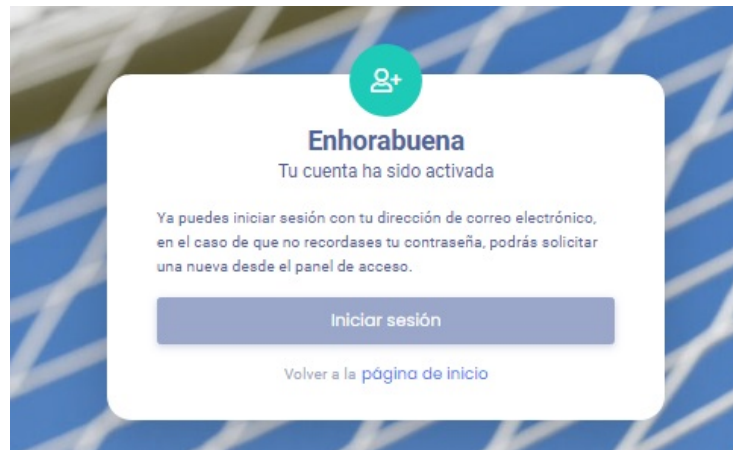 Enhorabuena
Tu cuenta ha sido activada
Ya puedes iniciar sesión con tu dirección de correo electrónico,
en el caso de que no recordases tu contraseña, podrás solicitar
una nueva desde el panel de acceso.
Iniciar sesión
Volver a la página de inicio